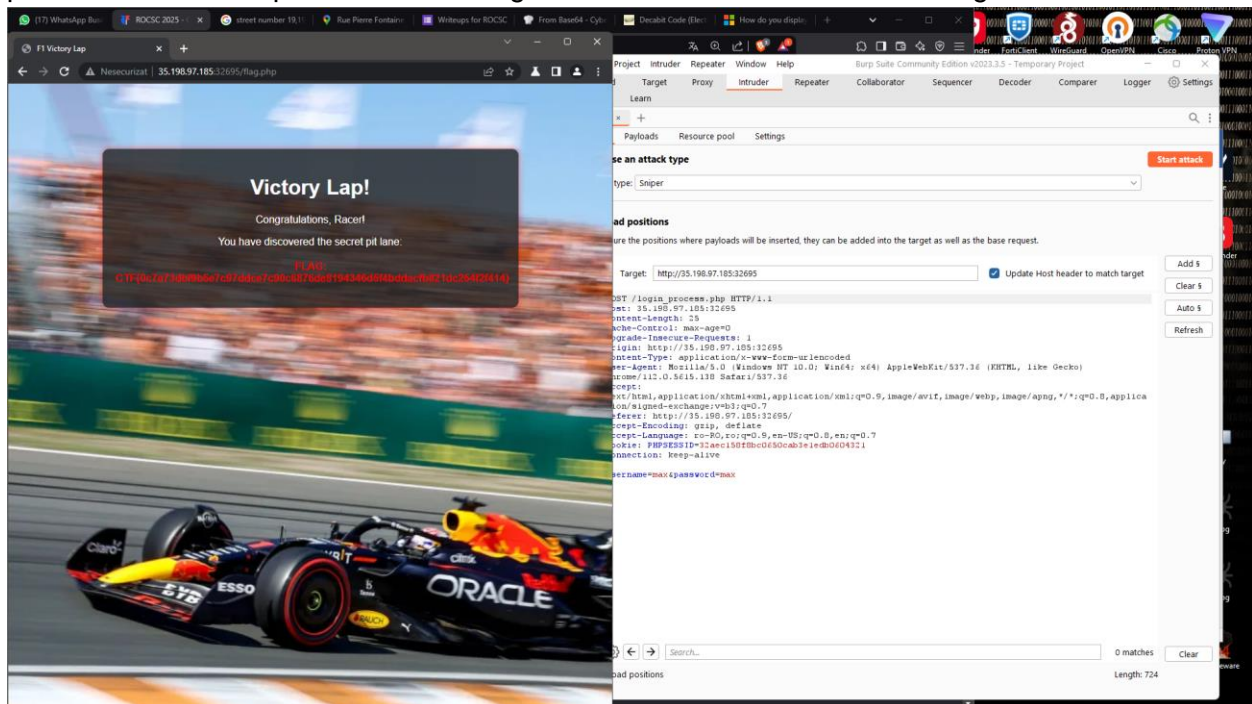 (17) WhatsApp Bus
ROCSC 2025 -
street number 19,1
Rue Pierre Fontaine
Writeups for ROCSC
From Base64 - Cyb
Decabit Code (Elect
How do you display
FortiClient
WireGuard
OpenVPN
Cisco
Proton VPN
F1 Victory Lap
Nesecurizat | 35.198.97.185:32695/flag.php
Victory Lap!
Congratulations, Racer!
You have discovered the secret pit lane:
FLAG:
Claro
citrix
ORACLE
ESSO
RAUCH
Project Intruder Repeater Window Help
Burp Suite Community Edition v2023.3.5 - Temporary Project
Target Proxy Intruder Repeater Collaborator Sequencer Decoder Comparer Logger Settings
Learn
Payloads Resource pool Settings
se an attack type
Start attack
type: Sniper
ad positions
ure the positions where payloads will be inserted, they can be added into the target as well as the base request.
Target: http://35.198.97.185:32695
Update Host header to match target
Add §
Clear §
Auto §
Refresh
OST /login_process.php HTTP/1.1
ost: 35.198.97.185:32695
ontent-Length: 25
ache-Control: max-age=0
pgrade-Insecure-Requests: 1
rigin: http://35.198.97.185:32695
ontent-Type: application/x-www-form-urlencoded
ser-Agent: Mozilla/5.0 (Windows NT 10.0; Win64; x64) AppleWebKit/537.36 (KHTML, like Gecko)
hrome/112.0.5615.138 Safari/537.36
ccept:
ext/html,application/xhtml+xml,application/xml;q=0.9,image/avif,image/webp,image/apng,*/*;q=0.8,applica
ion/signed-exchange;v=b3;q=0.7
eferer: http://35.198.97.185:32695/
ccept-Encoding: gzip, deflate
ccept-Language: ro-RO,ro;q=0.9,en-US;q=0.8,en;q=0.7
onnection: keep-alive
sername=max&password=max
Search...
0 matches
Clear
oad positions
Length: 724